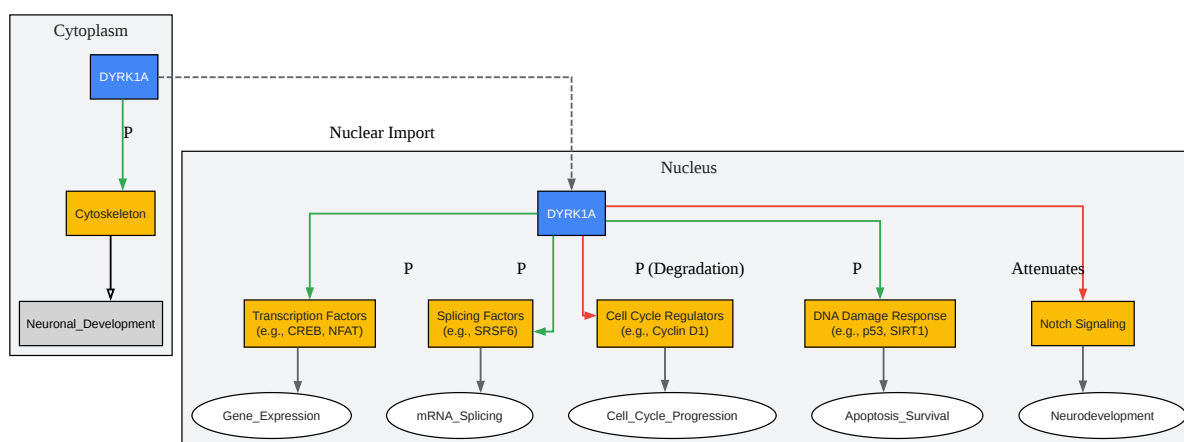 Cytoplasm
DYRK1A
P
Nuclear Import
Nucleus
Cytoskeleton
DYRK1A
P
P
P (Degradation)
P
Attenuates
Neuronal_Development
Transcription Factors
(e.g., CREB, NFAT)
Splicing Factors
(e.g., SRSF6)
Cell Cycle Regulators
(e.g., Cyclin D1)
DNA Damage Response
(e.g., p53, SIRT1)
Notch Signaling
Gene_Expression
mRNA_Splicing
Cell_Cycle_Progression
Apoptosis_Survival
Neurodevelopment